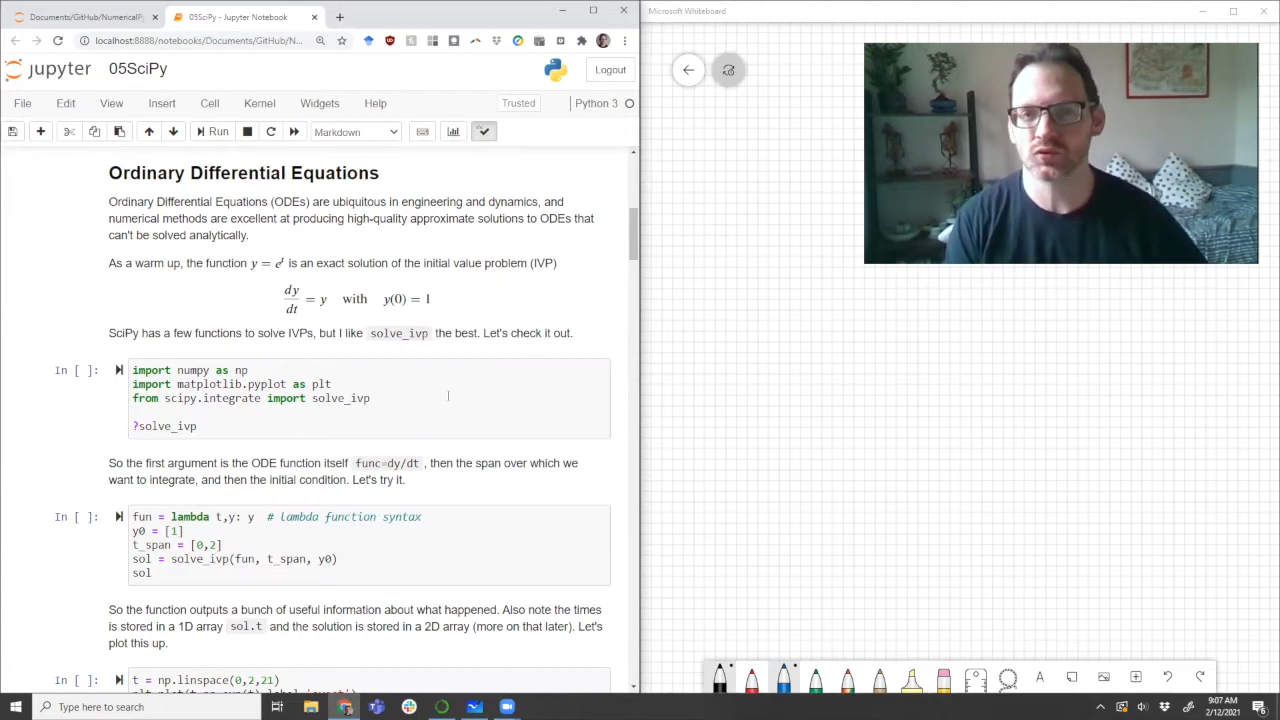 Documents/GitHub/NumericalPy
05SciPy - Jupyter Notebook
Microsoft Whiteboard
localhost:8888/notebooks/Documents/GitHub/N...
jupyter 05SciPy
Logout
File Edit View Insert Cell Kernel Widgets Help
Trusted
Python 3
Run
Markdown
Ordinary Differential Equations
Ordinary Differential Equations (ODEs) are ubiquitous in engineering and dynamics, and
numerical methods are excellent at producing high-quality approximate solutions to ODEs that
can't be solved analytically.
As a warm up, the function y = e^t is an exact solution of the initial value problem (IVP)
dy/dt = y with y(0) = 1
SciPy has a few functions to solve IVPs, but I like solve_ivp the best. Let's check it out.
In [ ]:
import numpy as np
import matplotlib.pyplot as plt
from scipy.integrate import solve_ivp
?solve_ivp
So the first argument is the ODE function itself func=dy/dt , then the span over which we
want to integrate, and then the initial condition. Let's try it.
In [ ]:
fun = lambda t,y: y # lambda function syntax
y0 = [1]
t_span = [0,2]
sol = solve_ivp(fun, t_span, y0)
sol
So the function outputs a bunch of useful information about what happened. Also note the times
is stored in a 1D array sol.t and the solution is stored in a 2D array (more on that later). Let's
plot this up.
In [ ]:
t = np.linspace(0,2,21)
Type here to search
9:07 AM
2/12/2021